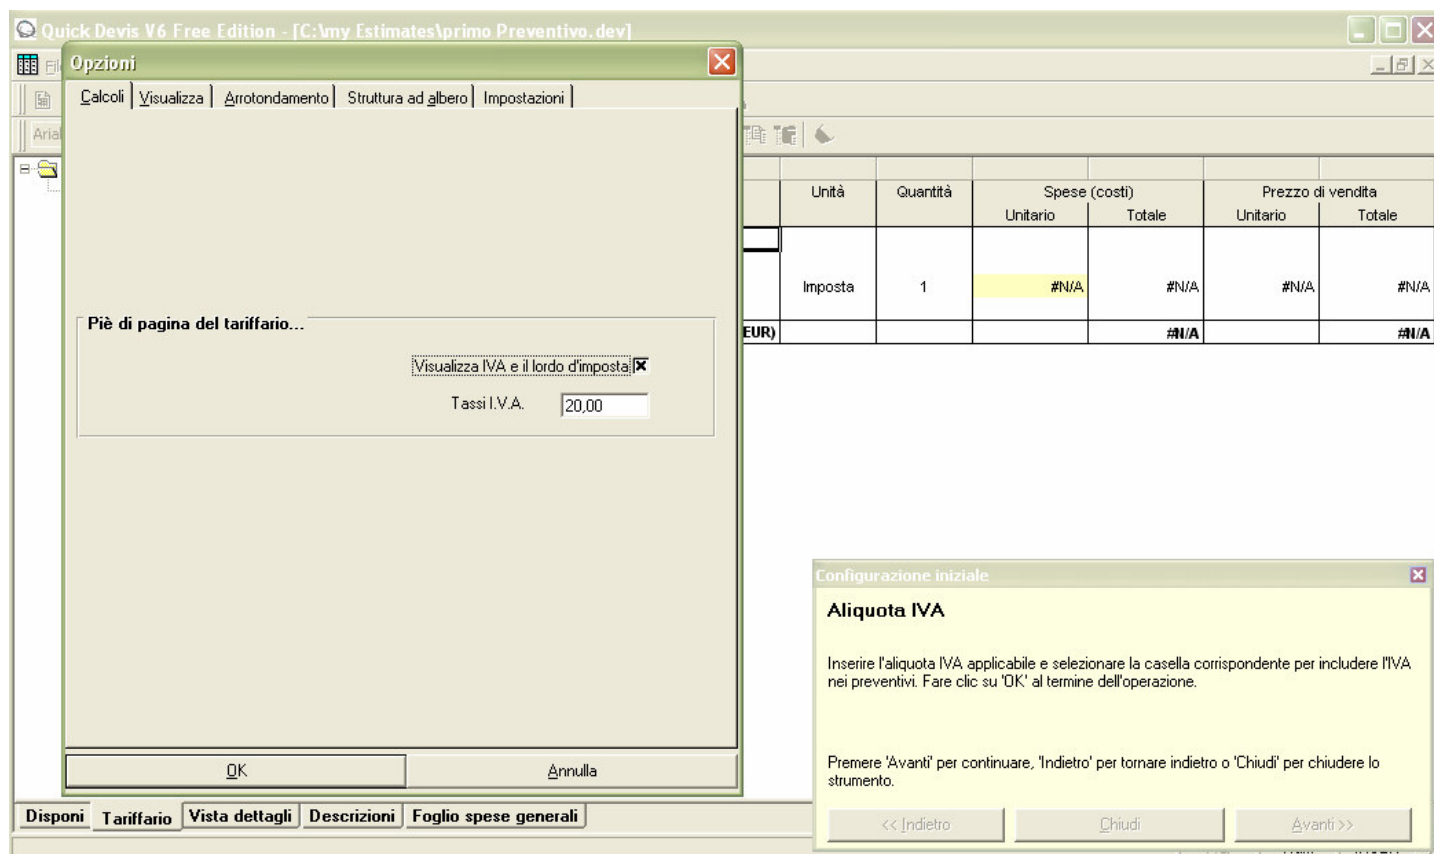 Quick Devis V6 Free Edition - [C:\my Estimates\primo Preventivo.dev]
Opzioni
Calcoli Visualizza Arrotondamento Struttura ad albero Impostazioni
Arial
Unità Quantità Spese (costi) Prezzo di vendita
Unitario Totale Unitario Totale
Imposta 1 #N/A #N/A #N/A #N/A
EUR) #N/A #N/A
Piè di pagina del tariffario...
Visualizza IVA e il lordo d'imposta
Tassi I.V.A. 20,00
OK Annulla
Configurazione iniziale
Aliquota IVA
Inserire l'aliquota IVA applicabile e selezionare la casella corrispondente per includere l'IVA
nei preventivi. Fare clic su 'OK' al termine dell'operazione.
Premere 'Avanti' per continuare, 'Indietro' per tornare indietro o 'Chiudi' per chiudere lo
strumento.
<< Indietro Chiudi Avanti >>
Disponi Tariffario Vista dettagli Descrizioni Foglio spese generali